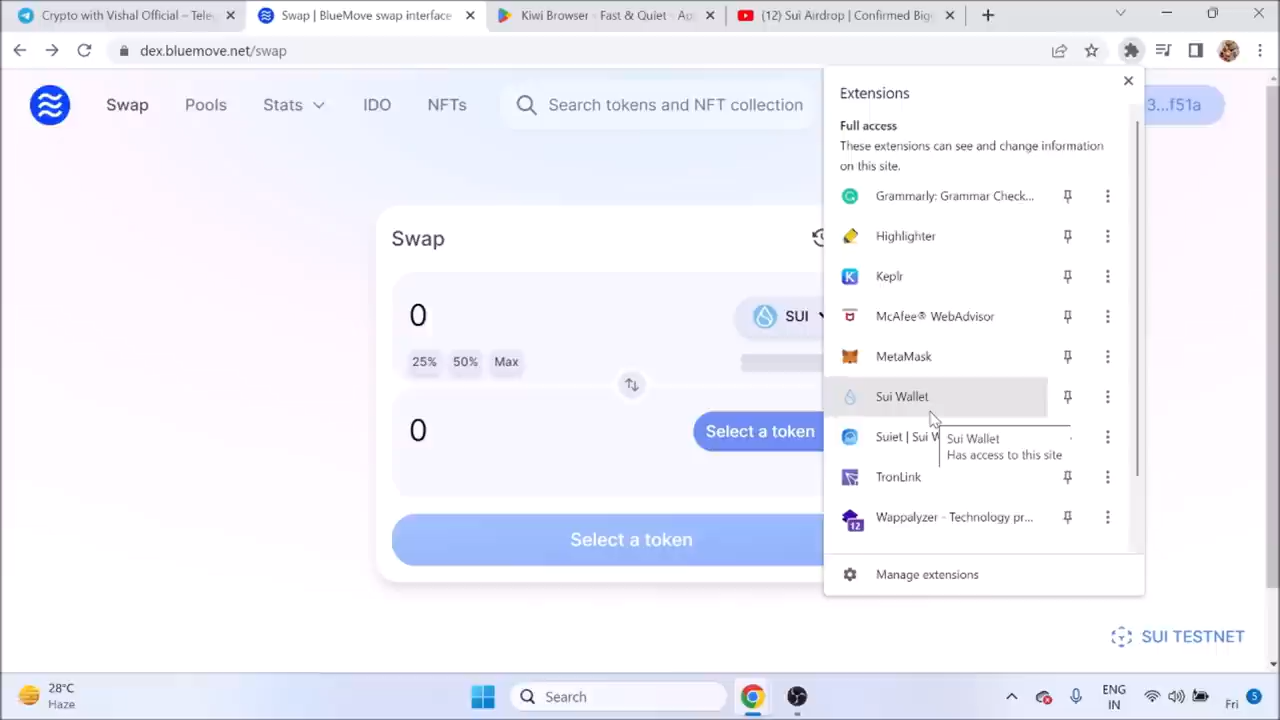 Crypto with Vishal Official – Tele
Swap | BlueMove swap interface
Kiwi Browser - Fast & Quiet - Ap
(12) Sui Airdrop | Confirmed Big
dex.bluemove.net/swap
Swap
Pools
Stats
IDO
NFTs
Search tokens and NFT collection
3...f51a
Extensions
Full access
These extensions can see and change information
on this site.
Grammarly: Grammar Check...
Highlighter
Keplr
McAfee® WebAdvisor
MetaMask
Sui Wallet
Suiet | Sui W
Sui Wallet
Has access to this site
TronLink
12
Wappalyzer - Technology pr...
Manage extensions
Swap
0
SUI
25%
50%
Max
0
Select a token
Select a token
SUI TESTNET
28°C
Haze
Search
ENG
IN
Fri
5